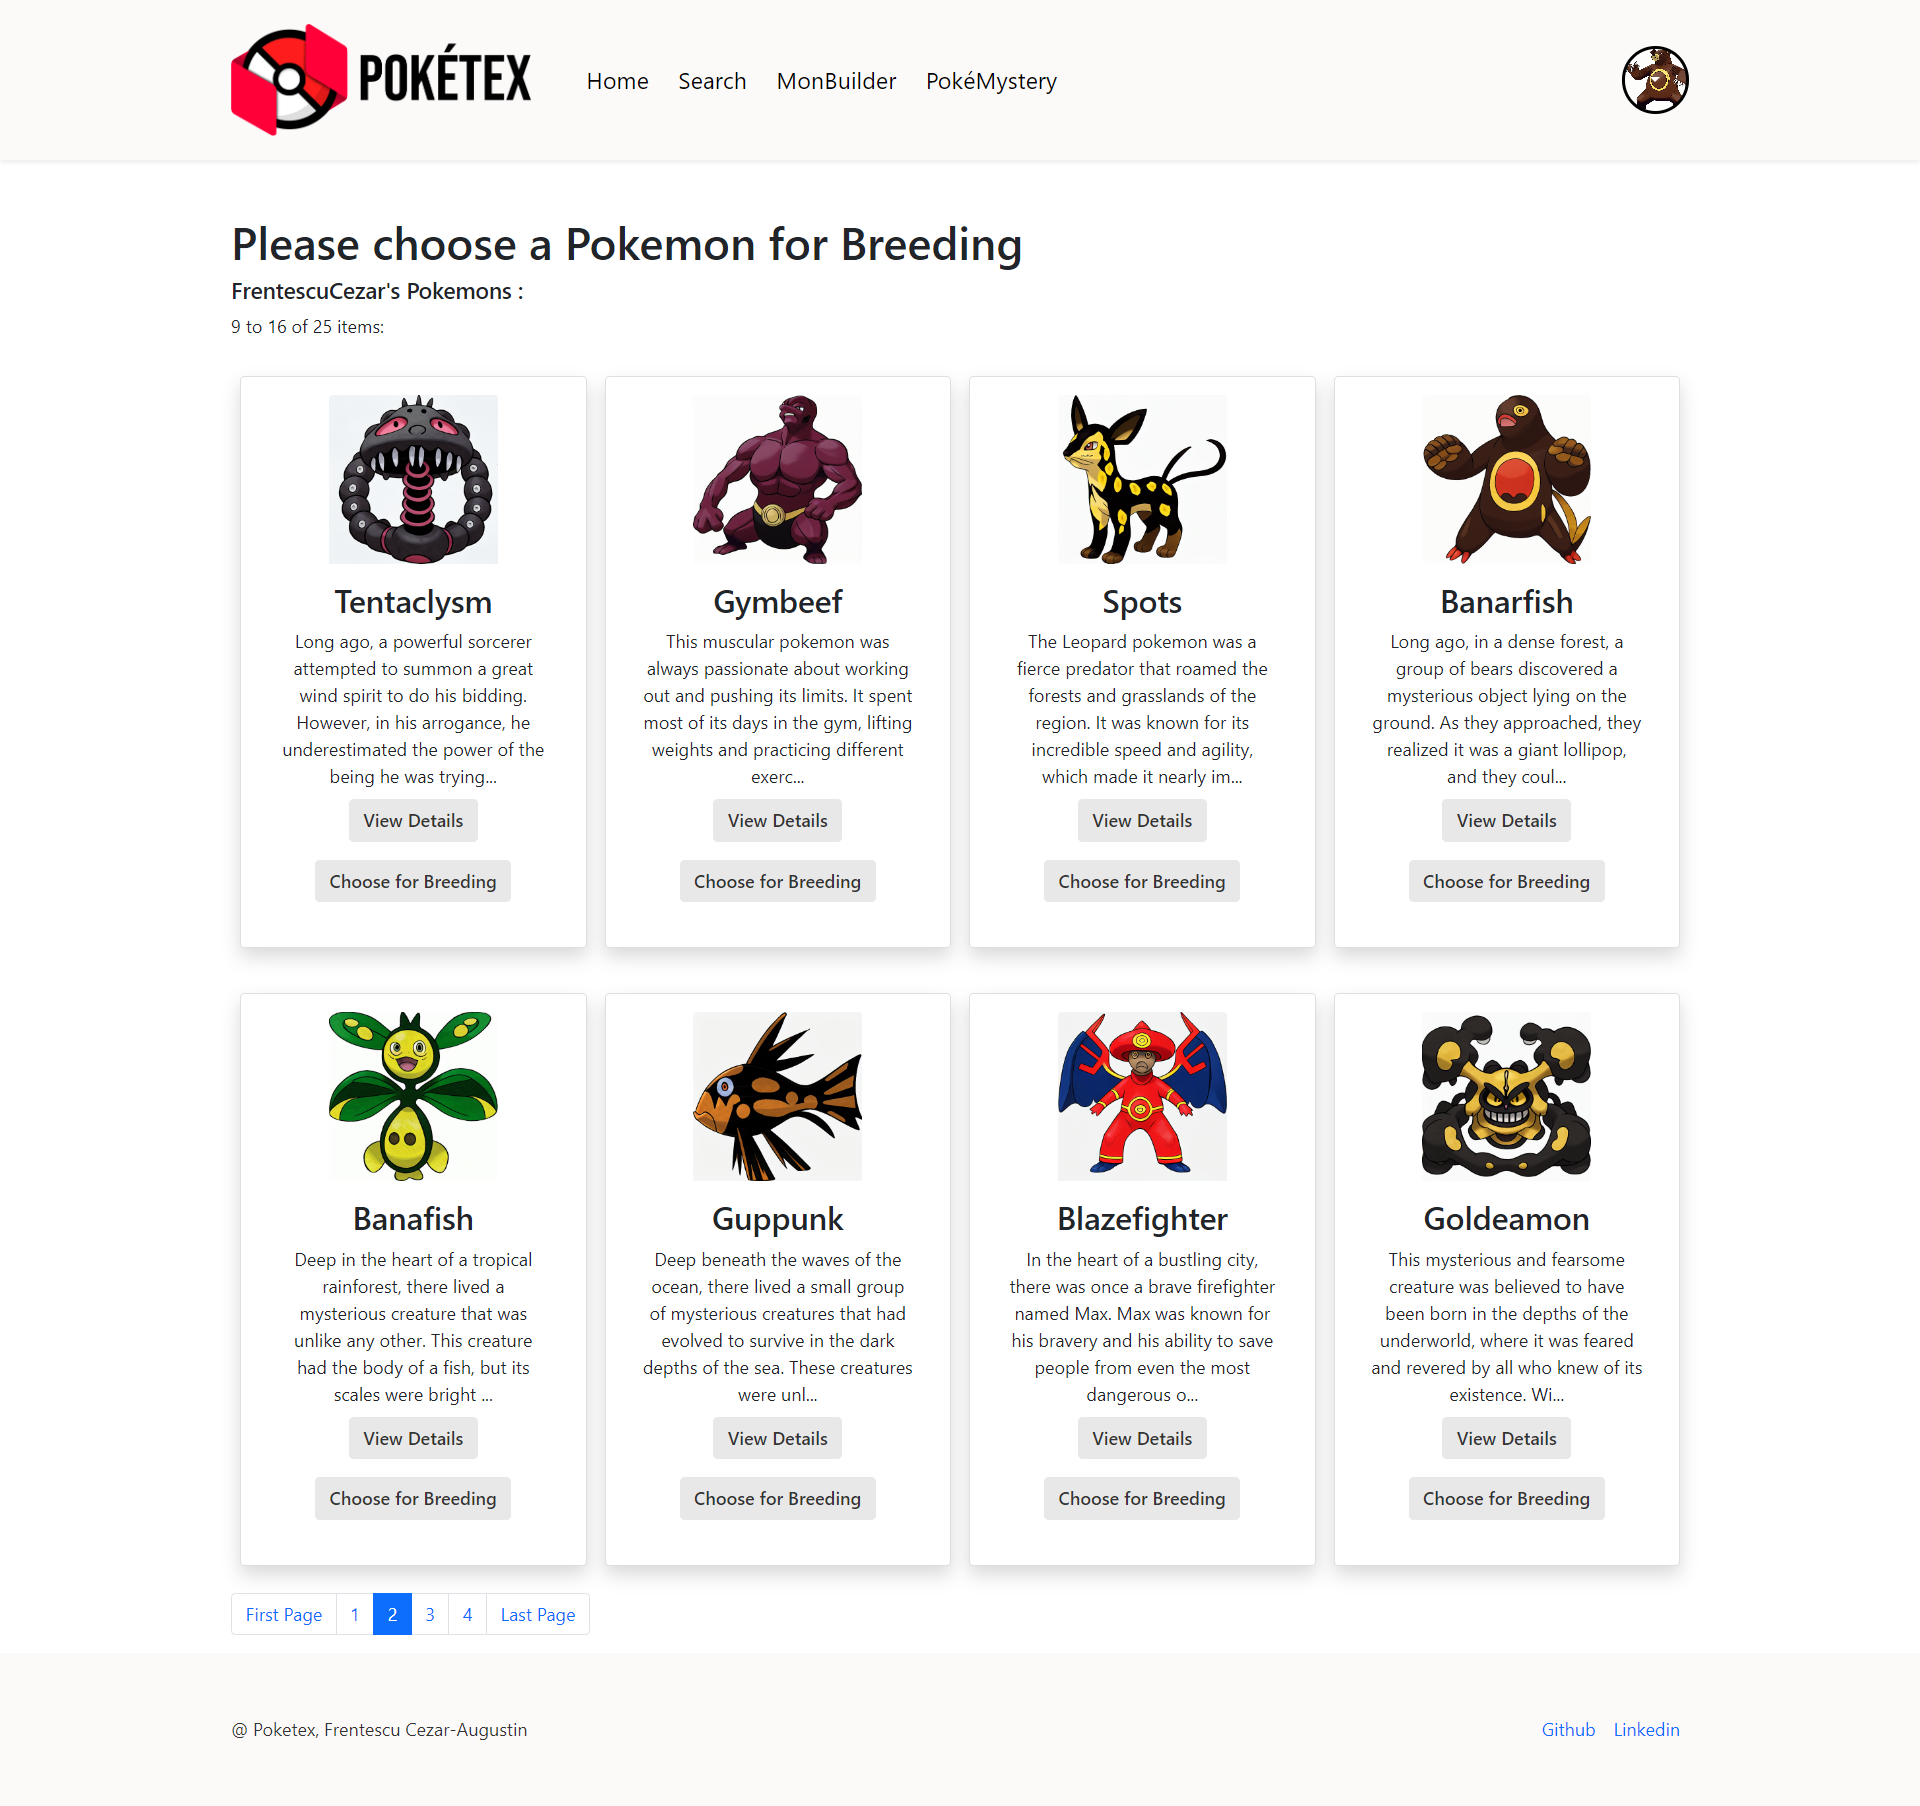 POKÉTEX
Home Search MonBuilder PokéMystery
Please choose a Pokemon for Breeding
FrentescuCezar's Pokemons :
9 to 16 of 25 items:
Tentaclysm
Long ago, a powerful sorcerer
attempted to summon a great
wind spirit to do his bidding.
However, in his arrogance, he
underestimated the power of the
being he was trying...
View Details
Choose for Breeding
Gymbeef
This muscular pokemon was
always passionate about working
out and pushing its limits. It spent
most of its days in the gym, lifting
weights and practicing different
exerc...
View Details
Choose for Breeding
Spots
The Leopard pokemon was a
fierce predator that roamed the
forests and grasslands of the
region. It was known for its
incredible speed and agility,
which made it nearly im...
View Details
Choose for Breeding
Banarfish
Long ago, in a dense forest, a
group of bears discovered a
mysterious object lying on the
ground. As they approached, they
realized it was a giant lollipop,
and they coul...
View Details
Choose for Breeding
Banafish
Deep in the heart of a tropical
rainforest, there lived a
mysterious creature that was
unlike any other. This creature
had the body of a fish, but its
scales were bright ...
View Details
Choose for Breeding
Guppunk
Deep beneath the waves of the
ocean, there lived a small group
of mysterious creatures that had
evolved to survive in the dark
depths of the sea. These creatures
were unl...
View Details
Choose for Breeding
Blazefighter
In the heart of a bustling city,
there was once a brave firefighter
named Max. Max was known for
his bravery and his ability to save
people from even the most
dangerous o...
View Details
Choose for Breeding
Goldeamon
This mysterious and fearsome
creature was believed to have
been born in the depths of the
underworld, where it was feared
and revered by all who knew of its
existence. Wi...
View Details
Choose for Breeding
First Page 1 2 3 4 Last Page
@ Poketex, Frentescu Cezar-Augustin
Github Linkedin